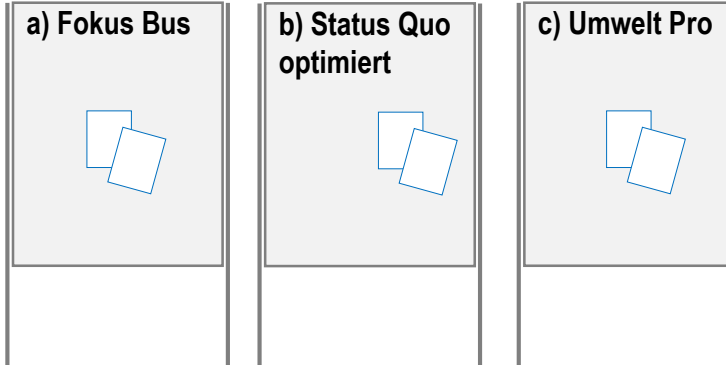 a) Fokus Bus
b) Status Quo
optimiert
c) Umwelt Pro